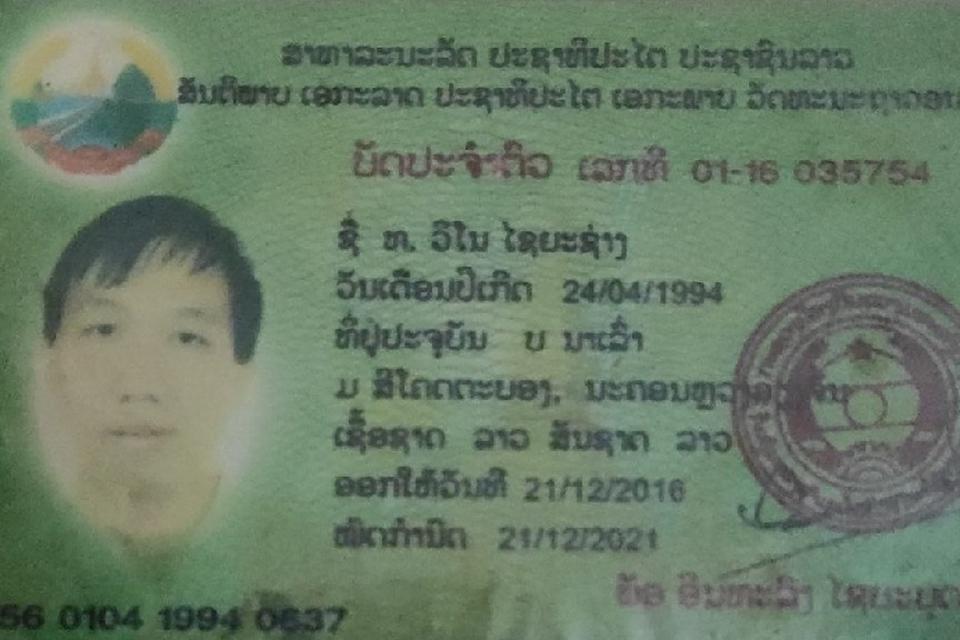 ສາທາລະນະລັດ ປະຊາທິປະໄຕ ປະຊາຊົນລາວ
ສັນຕິພາບ ເອກະລາດ ປະຊາທິປະໄຕ ເອກະພາບ ວັດທະນະຖາວອນ
ບັດປະຈຳຕົວ ເລກທີ 01-16 035754
ຊື່ ທ. ວິໄນ ໄຊຍະຊ່າງ
ວັນເດືອນປີເກີດ 24/04/1994
ທີ່ຢູ່ປະຈຸບັນ ບ ນາເລົ່າ
ມ ສີໂຄດຕະບອງ, ນະຄອນຫຼວງວຽງຈັນ
ເຊື້ອຊາດ ລາວ ສັນຊາດ ລາວ
ອອກໃຫ້ວັນທີ 21/12/2016
ໝົດກຳນົດ 21/12/2021
56 0104 1994 0637